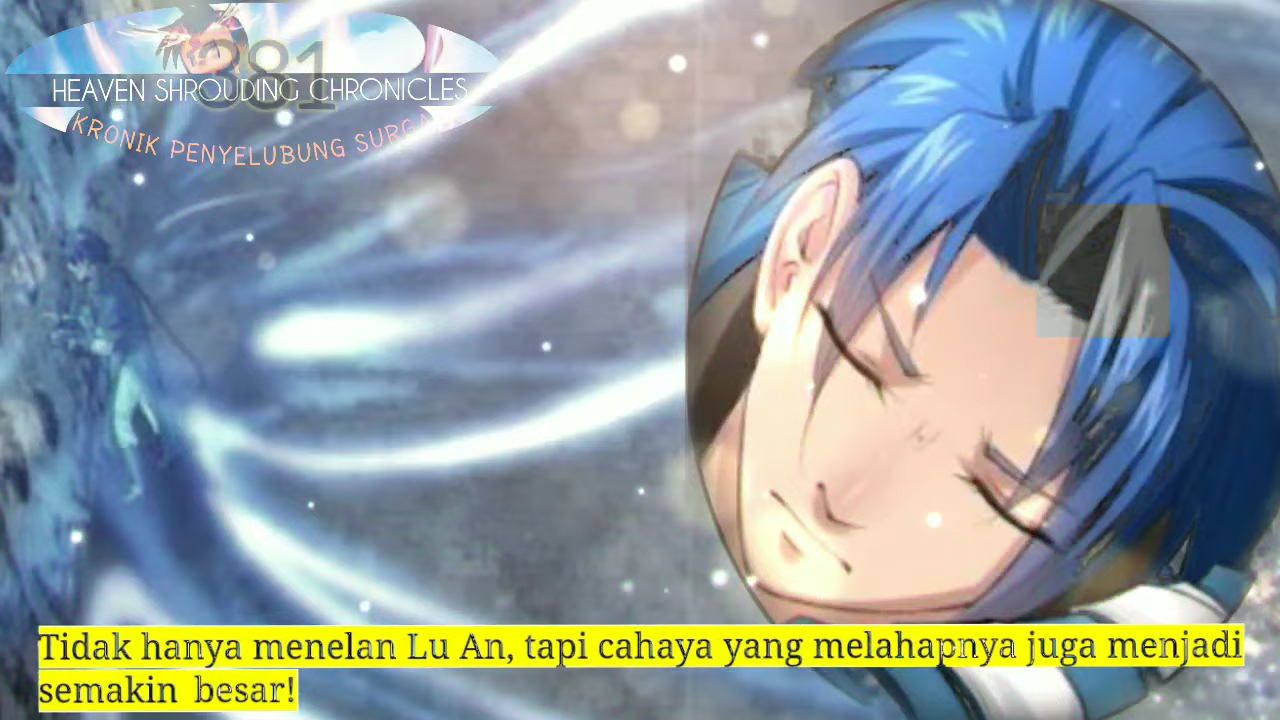 381
HEAVEN SHROUDING CHRONICLES
KRONIK PENYELUBUNG SURGA
Tidak hanya menelan Lu An, tapi cahaya yang melahapnya juga menjadi
semakin besar!